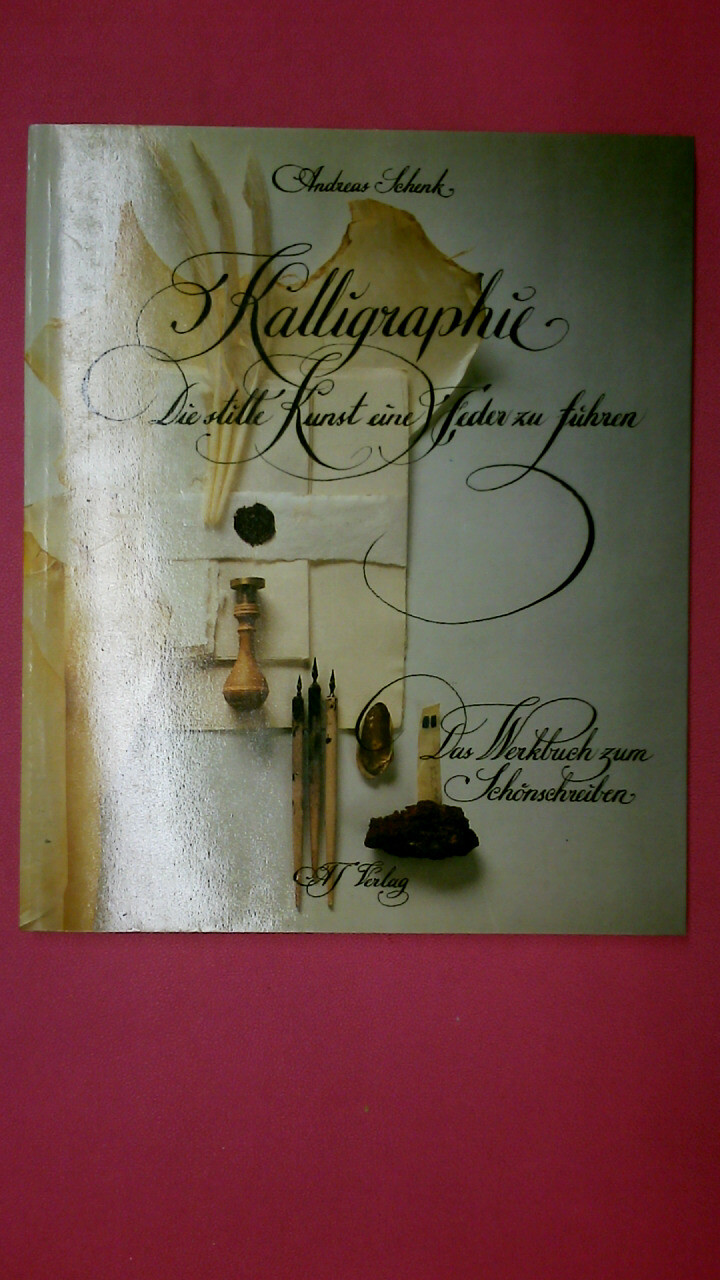 Andreas Schenk
Kalligraphie
Die stille Kunst eine Feder zu führen
Das Werkbuch zum
Schönschreiben
AT Verlag